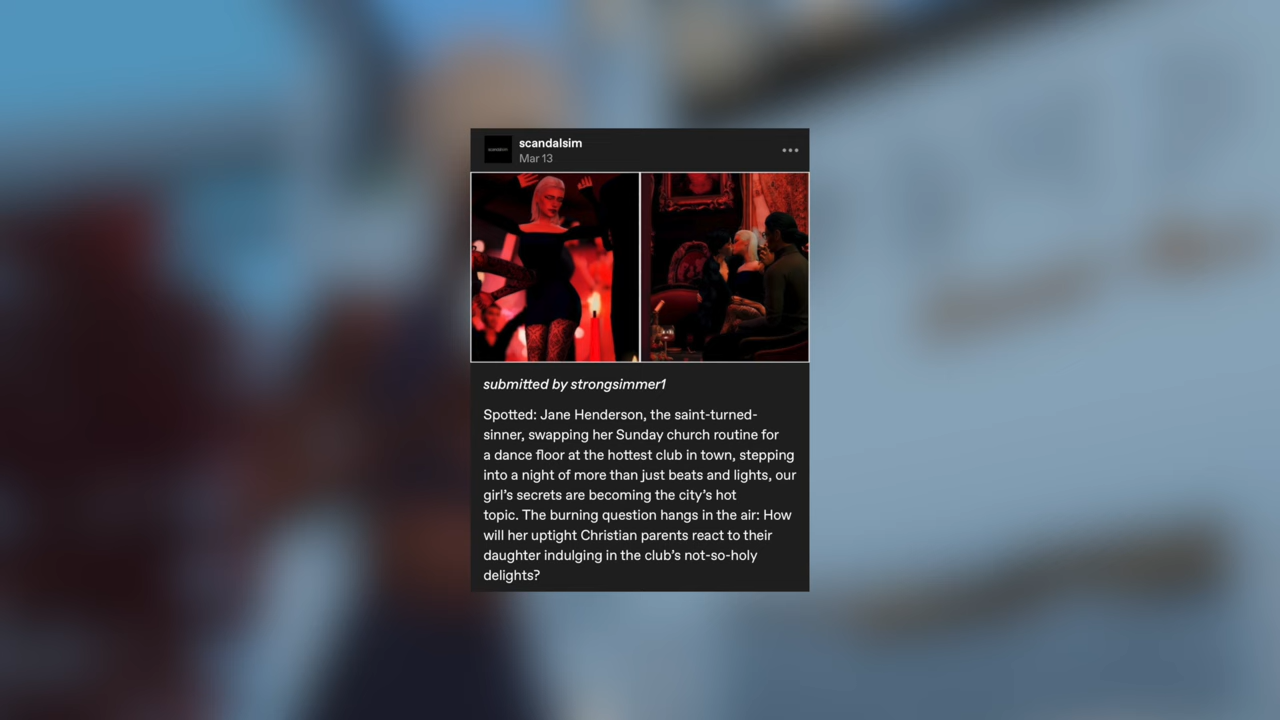 scandalsim
Mar 13
submitted by strongsimmer1
Spotted: Jane Henderson, the saint-turned-
sinner, swapping her Sunday church routine for
a dance floor at the hottest club in town, stepping
into a night of more than just beats and lights, our
girl’s secrets are becoming the city’s hot
topic. The burning question hangs in the air: How
will her uptight Christian parents react to their
daughter indulging in the club’s not-so-holy
delights?